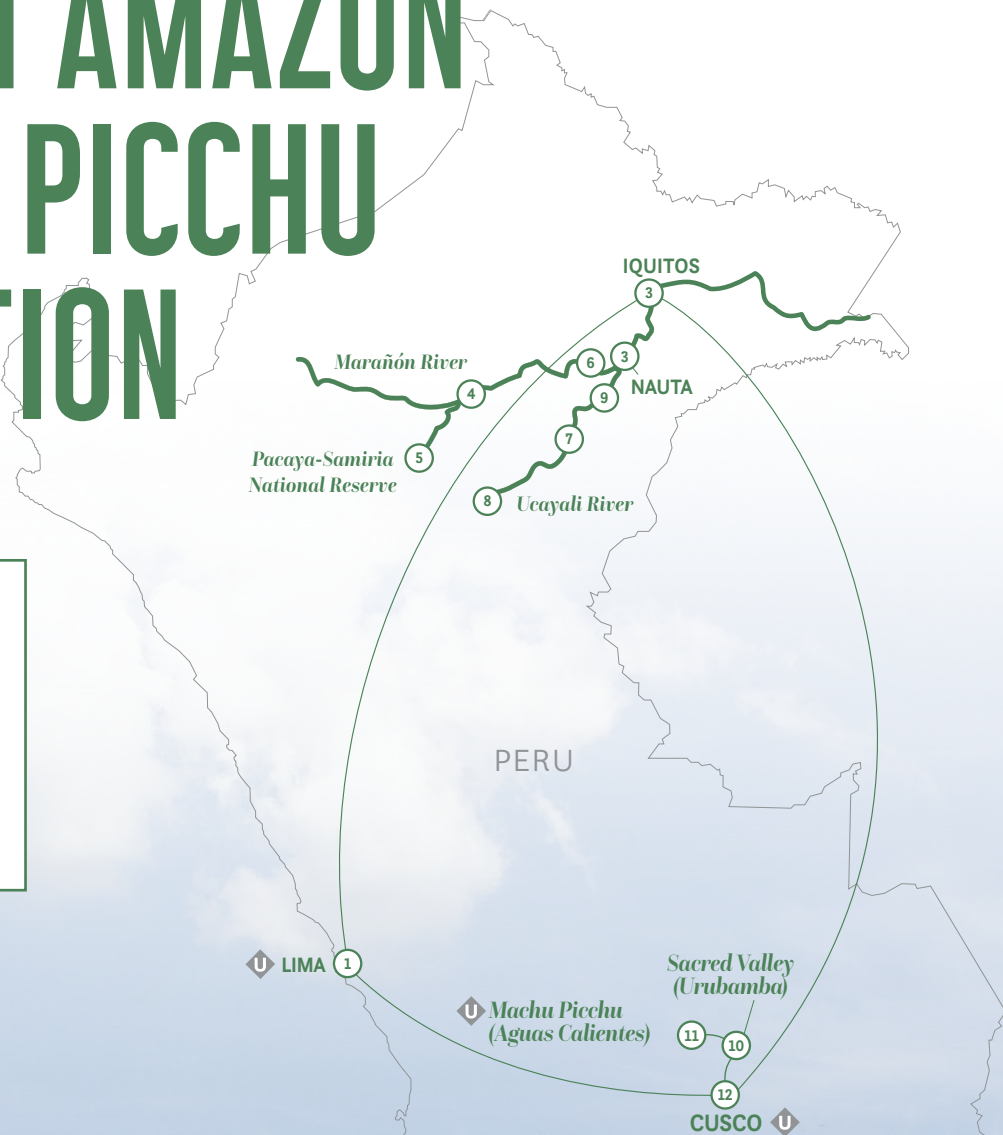 AMAZON
PICCHU
TION
IQUITOS
3
Marañón River
6
3
NAUTA
4
9
Pacaya-Samiria
National Reserve
5
7
8
Ucayali River
PERU
U LIMA 1
Sacred Valley
(Urubamba)
U Machu Picchu
(Aguas Calientes)
11
10
12
CUSCO U